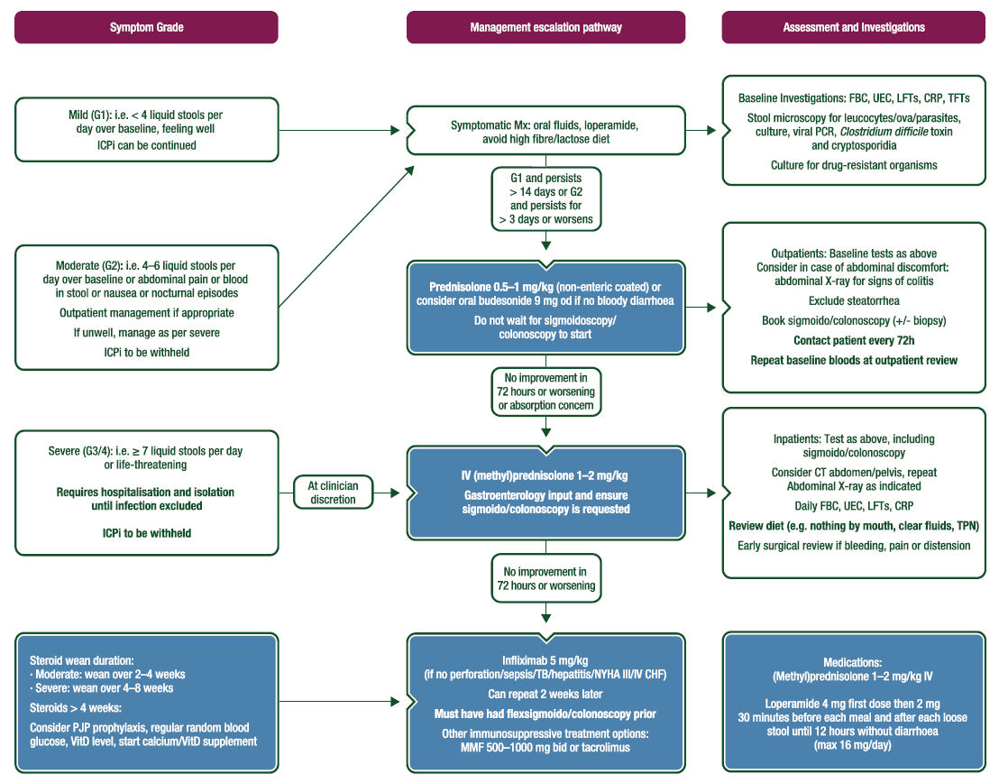 Symptom Grade
Management escalation pathway
Assessment and Investigations
Mild (G1): i.e. < 4 liquid stools per
day over baseline, feeling well
ICPi can be continued
Symptomatic Mx: oral fluids, loperamide,
avoid high fibre/lactose diet
Baseline Investigations: FBC, UEC, LFTs, CRP, TFTs
Stool microscopy for leucocytes/ova/parasites,
culture, viral PCR, Clostridium difficile toxin
and cryptosporidia
Culture for drug-resistant organisms
G1 and persists
> 14 days or G2
and persists for
> 3 days or worsens
Moderate (G2): i.e. 4–6 liquid stools per
day over baseline or abdominal pain or blood
in stool or nausea or nocturnal episodes
Outpatient management if appropriate
If unwell, manage as per severe
ICPi to be withheld
Prednisolone 0.5–1 mg/kg (non-enteric coated) or
consider oral budesonide 9 mg od if no bloody diarrhoea
Do not wait for sigmoidoscopy/
colonoscopy to start
Outpatients: Baseline tests as above
Consider in case of abdominal discomfort:
abdominal X-ray for signs of colitis
Exclude steatorrhea
Book sigmoido/colonoscopy (+/- biopsy)
Contact patient every 72h
Repeat baseline bloods at outpatient review
No improvement in
72 hours or worsening
or absorption concern
Severe (G3/4): i.e. ≥ 7 liquid stools per day
or life-threatening
Requires hospitalisation and isolation
until infection excluded
ICPi to be withheld
At clinician
discretion
IV (methyl)prednisolone 1–2 mg/kg
Gastroenterology input and ensure
sigmoido/colonoscopy is requested
Inpatients: Test as above, including
sigmoido/colonoscopy
Consider CT abdomen/pelvis, repeat
Abdominal X-ray as indicated
Daily FBC, UEC, LFTs, CRP
Review diet (e.g. nothing by mouth, clear fluids, TPN)
Early surgical review if bleeding, pain or distension
No improvement in
72 hours or worsening
Steroid wean duration:
· Moderate: wean over 2–4 weeks
· Severe: wean over 4–8 weeks
Steroids > 4 weeks:
Consider PJP prophylaxis, regular random blood
glucose, VitD level, start calcium/VitD supplement
Infliximab 5 mg/kg
(if no perforation/sepsis/TB/hepatitis/NYHA III/IV CHF)
Can repeat 2 weeks later
Must have had flexsigmoido/colonoscopy prior
Other immunosuppressive treatment options:
MMF 500–1000 mg bid or tacrolimus
Medications:
(Methyl)prednisolone 1–2 mg/kg IV
Loperamide 4 mg first dose then 2 mg
30 minutes before each meal and after each loose
stool until 12 hours without diarrhoea
(max 16 mg/day)